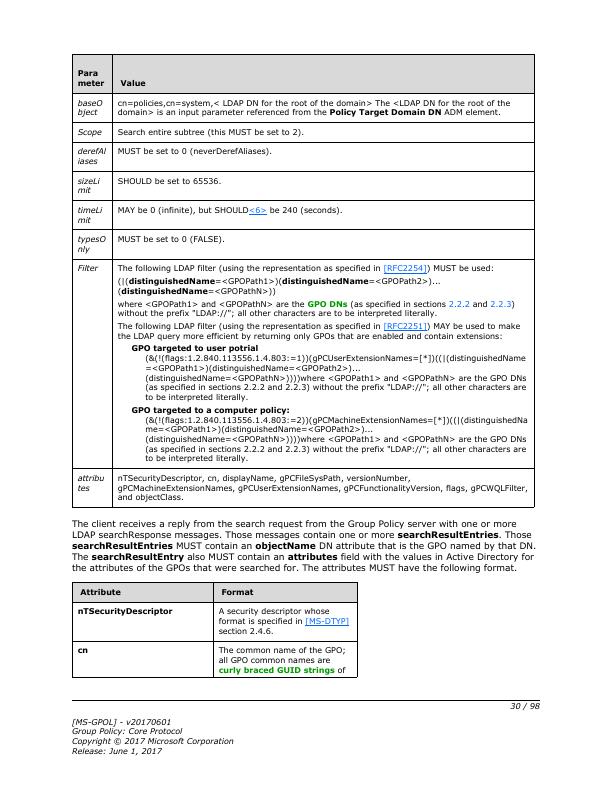 Para
meter Value
baseO
bject
cn=policies,cn=system,< LDAP DN for the root of the domain> The <LDAP DN for the root of the
domain> is an input parameter referenced from the Policy Target Domain DN ADM element.
Scope Search entire subtree (this MUST be set to 2).
derefAl
iases
MUST be set to 0 (neverDerefAliases).
sizeLi
mit
SHOULD be set to 65536.
timeLi
mit
MAY be 0 (infinite), but SHOULD<6> be 240 (seconds).
typesO
nly
MUST be set to 0 (FALSE).
Filter The following LDAP filter (using the representation as specified in [RFC2254]) MUST be used:
(|(distinguishedName=<GPOPath1>)(distinguishedName=<GPOPath2>)...
(distinguishedName=<GPOPathN>))
where <GPOPath1> and <GPOPathN> are the GPO DNs (as specified in sections 2.2.2 and 2.2.3)
without the prefix "LDAP://"; all other characters are to be interpreted literally.
The following LDAP filter (using the representation as specified in [RFC2251]) MAY be used to make
the LDAP query more efficient by returning only GPOs that are enabled and contain extensions:
GPO targeted to user potrial
(&(!(flags:1.2.840.113556.1.4.803:=1))(gPCUserExtensionNames=[*])((|(distinguishedName
=<GPOPath1>)(distinguishedName=<GPOPath2>)...
(distinguishedName=<GPOPathN>))))where <GPOPath1> and <GPOPathN> are the GPO DNs
(as specified in sections 2.2.2 and 2.2.3) without the prefix "LDAP://"; all other characters are
to be interpreted literally.
GPO targeted to a computer policy:
(&(!(flags:1.2.840.113556.1.4.803:=2))(gPCMachineExtensionNames=[*])((|(distinguishedNa
me=<GPOPath1>)(distinguishedName=<GPOPath2>)...
(distinguishedName=<GPOPathN>))))where <GPOPath1> and <GPOPathN> are the GPO DNs
(as specified in sections 2.2.2 and 2.2.3) without the prefix "LDAP://"; all other characters are
to be interpreted literally.
attribu
tes
nTSecurityDescriptor, cn, displayName, gPCFileSysPath, versionNumber,
gPCMachineExtensionNames, gPCUserExtensionNames, gPCFunctionalityVersion, flags, gPCWQLFilter,
and objectClass.
The client receives a reply from the search request from the Group Policy server with one or more
LDAP searchResponse messages. Those messages contain one or more searchResultEntries. Those
searchResultEntries MUST contain an objectName DN attribute that is the GPO named by that DN.
The searchResultEntry also MUST contain an attributes field with the values in Active Directory for
the attributes of the GPOs that were searched for. The attributes MUST have the following format.
Attribute Format
nTSecurityDescriptor A security descriptor whose
format is specified in [MS-DTYP]
section 2.4.6.
cn The common name of the GPO;
all GPO common names are
curly braced GUID strings of
30 / 98
[MS-GPOL] - v20170601
Group Policy: Core Protocol
Copyright © 2017 Microsoft Corporation
Release: June 1, 2017